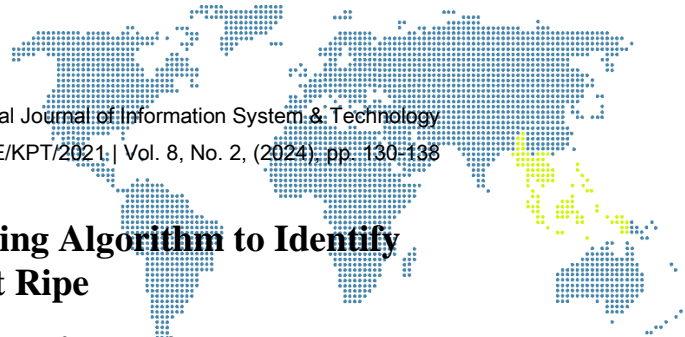 al Journal of Information System & Technology
E/KPT/2021 | Vol. 8, No. 2, (2024), pp. 130-138
ing Algorithm to Identify
t Ripe